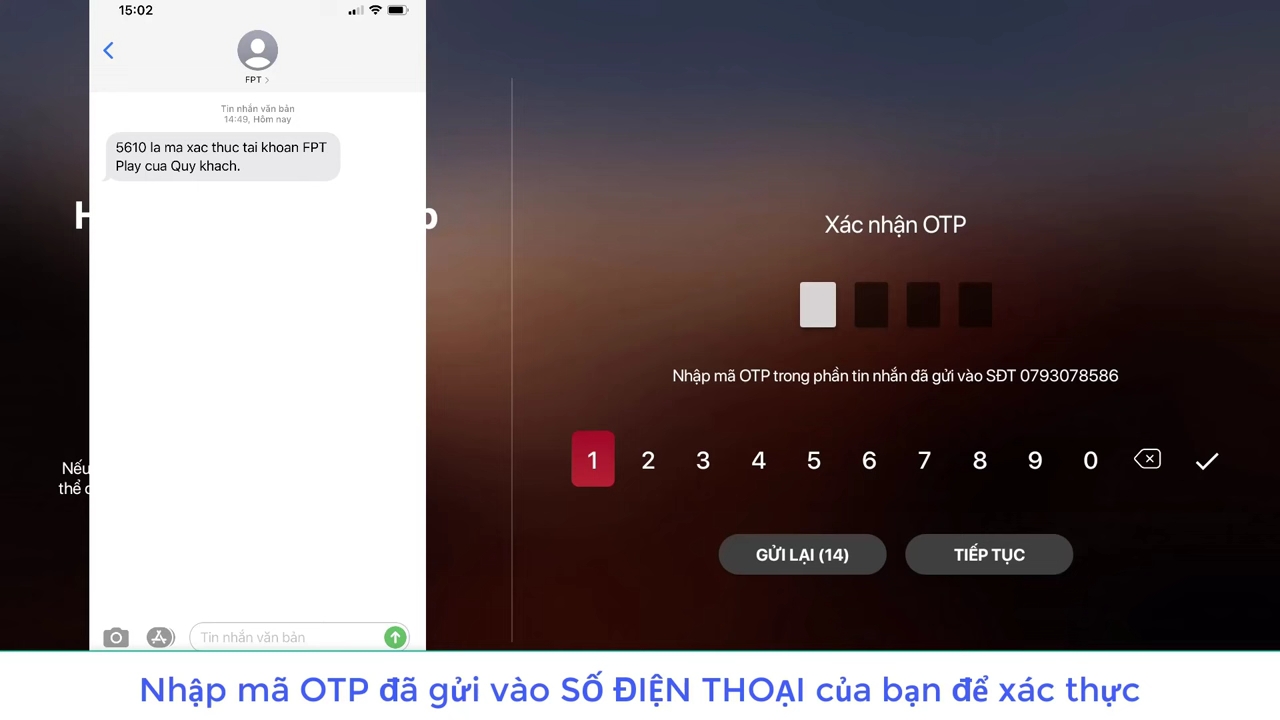 15:02
FPT
Tin nhắn văn bản
14:49, Hôm nay
5610 la ma xac thuc tai khoan FPT
Play cua Quy khach.
Tin nhắn văn bản
H
p
Nếu
thể
Xác nhận OTP
Nhập mã OTP trong phần tin nhắn đã gửi vào SĐT 0793078586
1 2 3 4 5 6 7 8 9 0
GỬI LẠI (14)
TIẾP TỤC
Nhập mã OTP đã gửi vào SỐ ĐIỆN THOẠI của bạn để xác thực